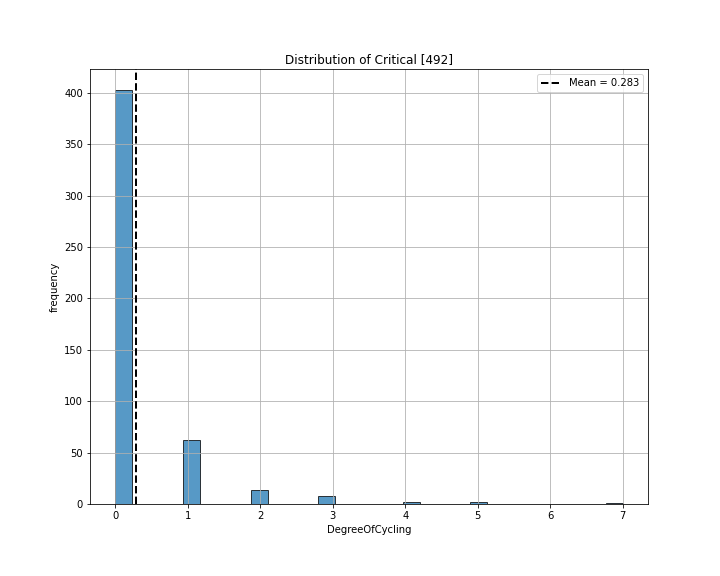 Distribution of Critical [492]
Mean = 0.283
400
350
300
250
200
150
100
50
0
frequency
0 1 2 3 4 5 6 7
DegreeOfCycling